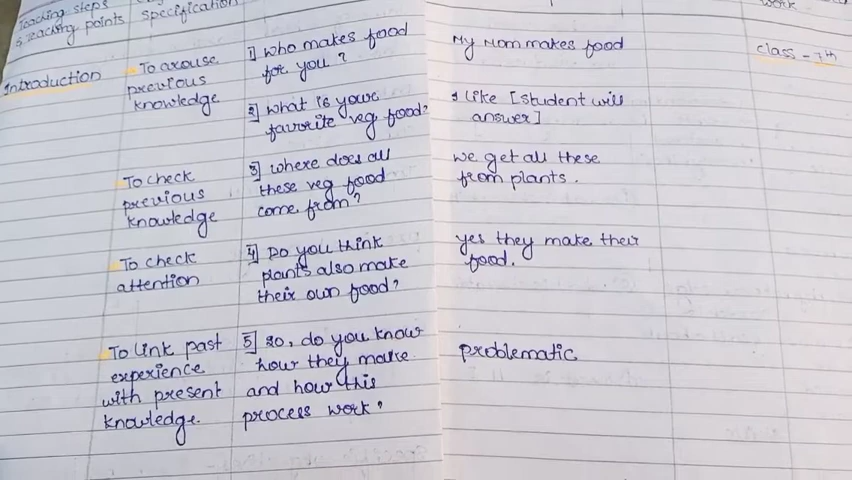 Teaching steps
& teaching points
specification
work
Introduction
To arouse
previous
knowledge
1] Who makes food
for you?
My Mom makes food
class - 7th
2] What is your
favorite veg food?
I like [Student will
answer]
To check
previous
knowledge
3] Where does all
these veg food
come from?
we get all these
from plants.
To check
attention
4] Do you think
plants also make
their own food?
yes they make their
food.
To link past
experience
with present
knowledge.
5] so, do you know
how they make
and how this
process work?
problematic